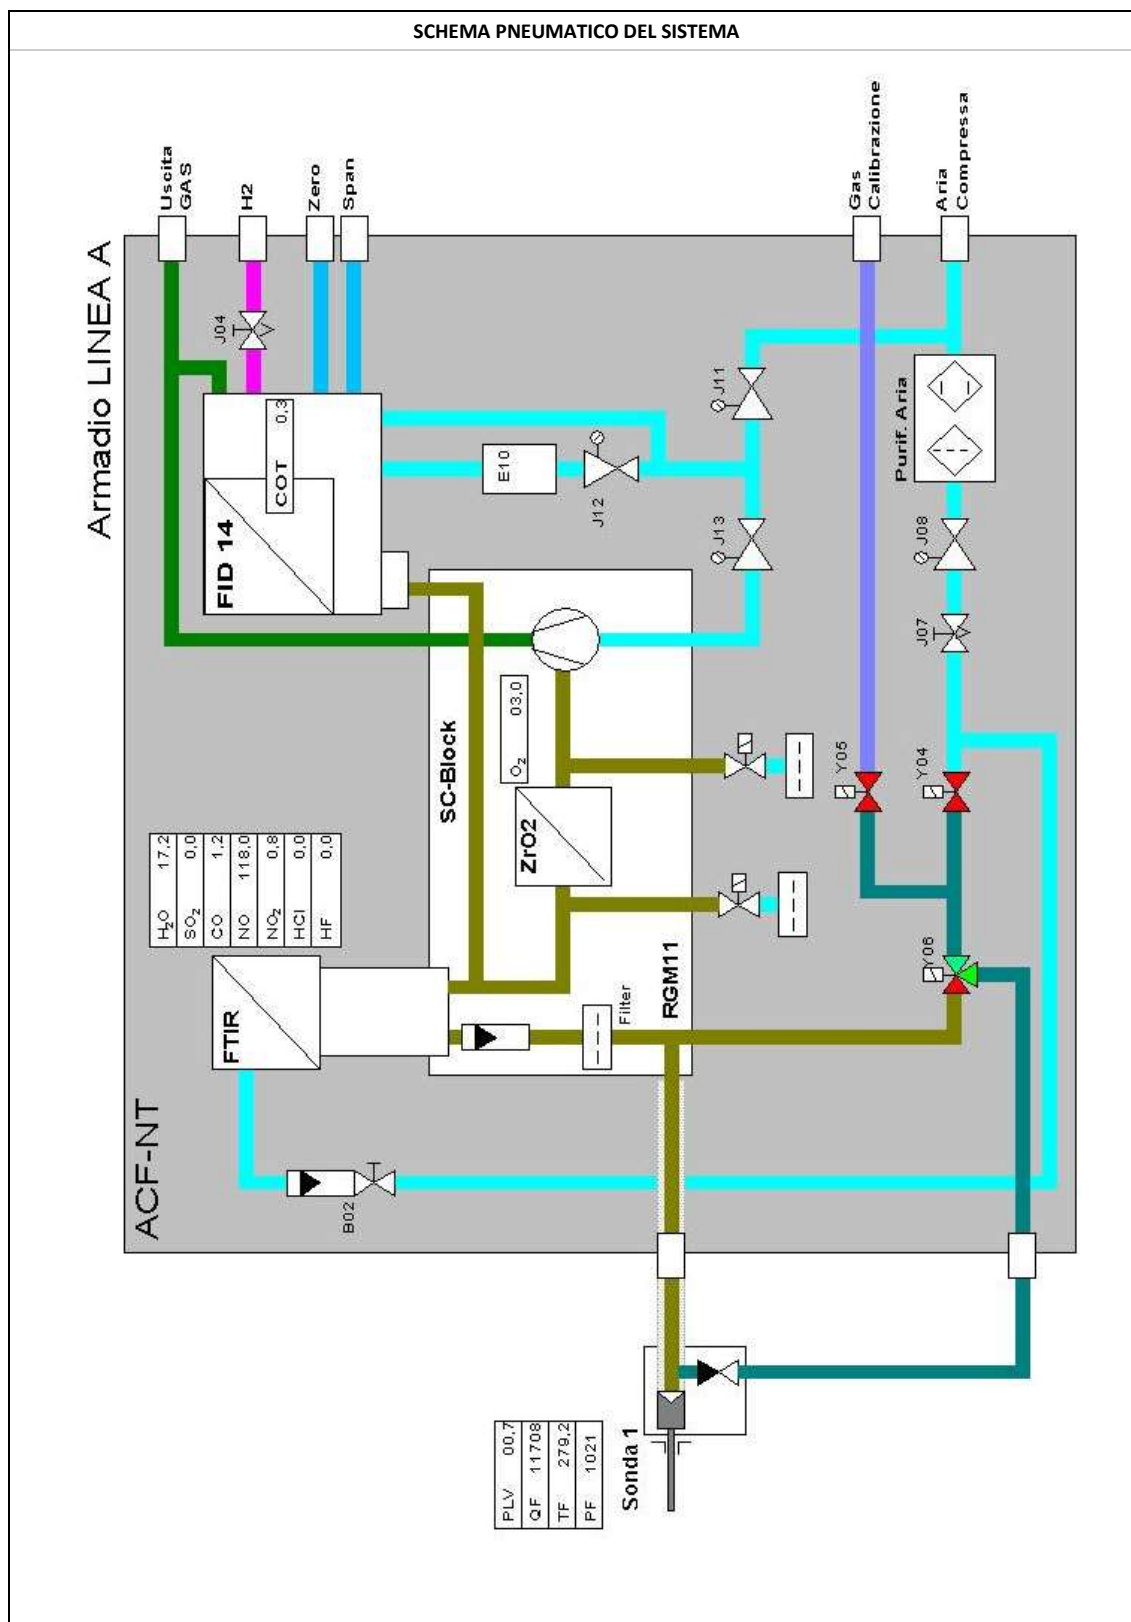 SCHEMA PNEUMATICO DEL SISTEMA
Armadio LINEA A
ACF-NT
Uscita
GAS
H2
Zero
Span
Gas
Calibrazione
Aria
Compressa
J04
COT 0,3
FID 14
E10
J12
J11
J13
Purif. Aria
J08
J07
SC-Block
O2 03,0
ZrO2
RGM11
Filter
Y05
Y04
Y06
H2O 17,2
SO2 0,0
CO 1,2
NO 118,0
NO2 0,8
HCl 0,0
HF 0,0
FTIR
B02
PLV 00,7
QF 11708
TF 279,2
PF 1021
Sonda 1